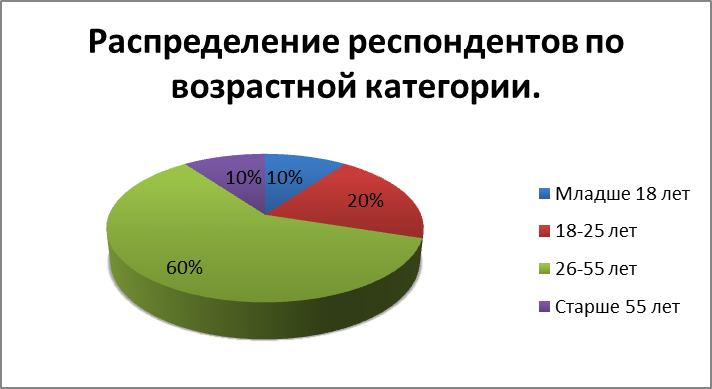 Распределение респондентов по
возрастной категории.
10% 10%
20%
60%
Младше 18 лет
18-25 лет
26-55 лет
Старше 55 лет